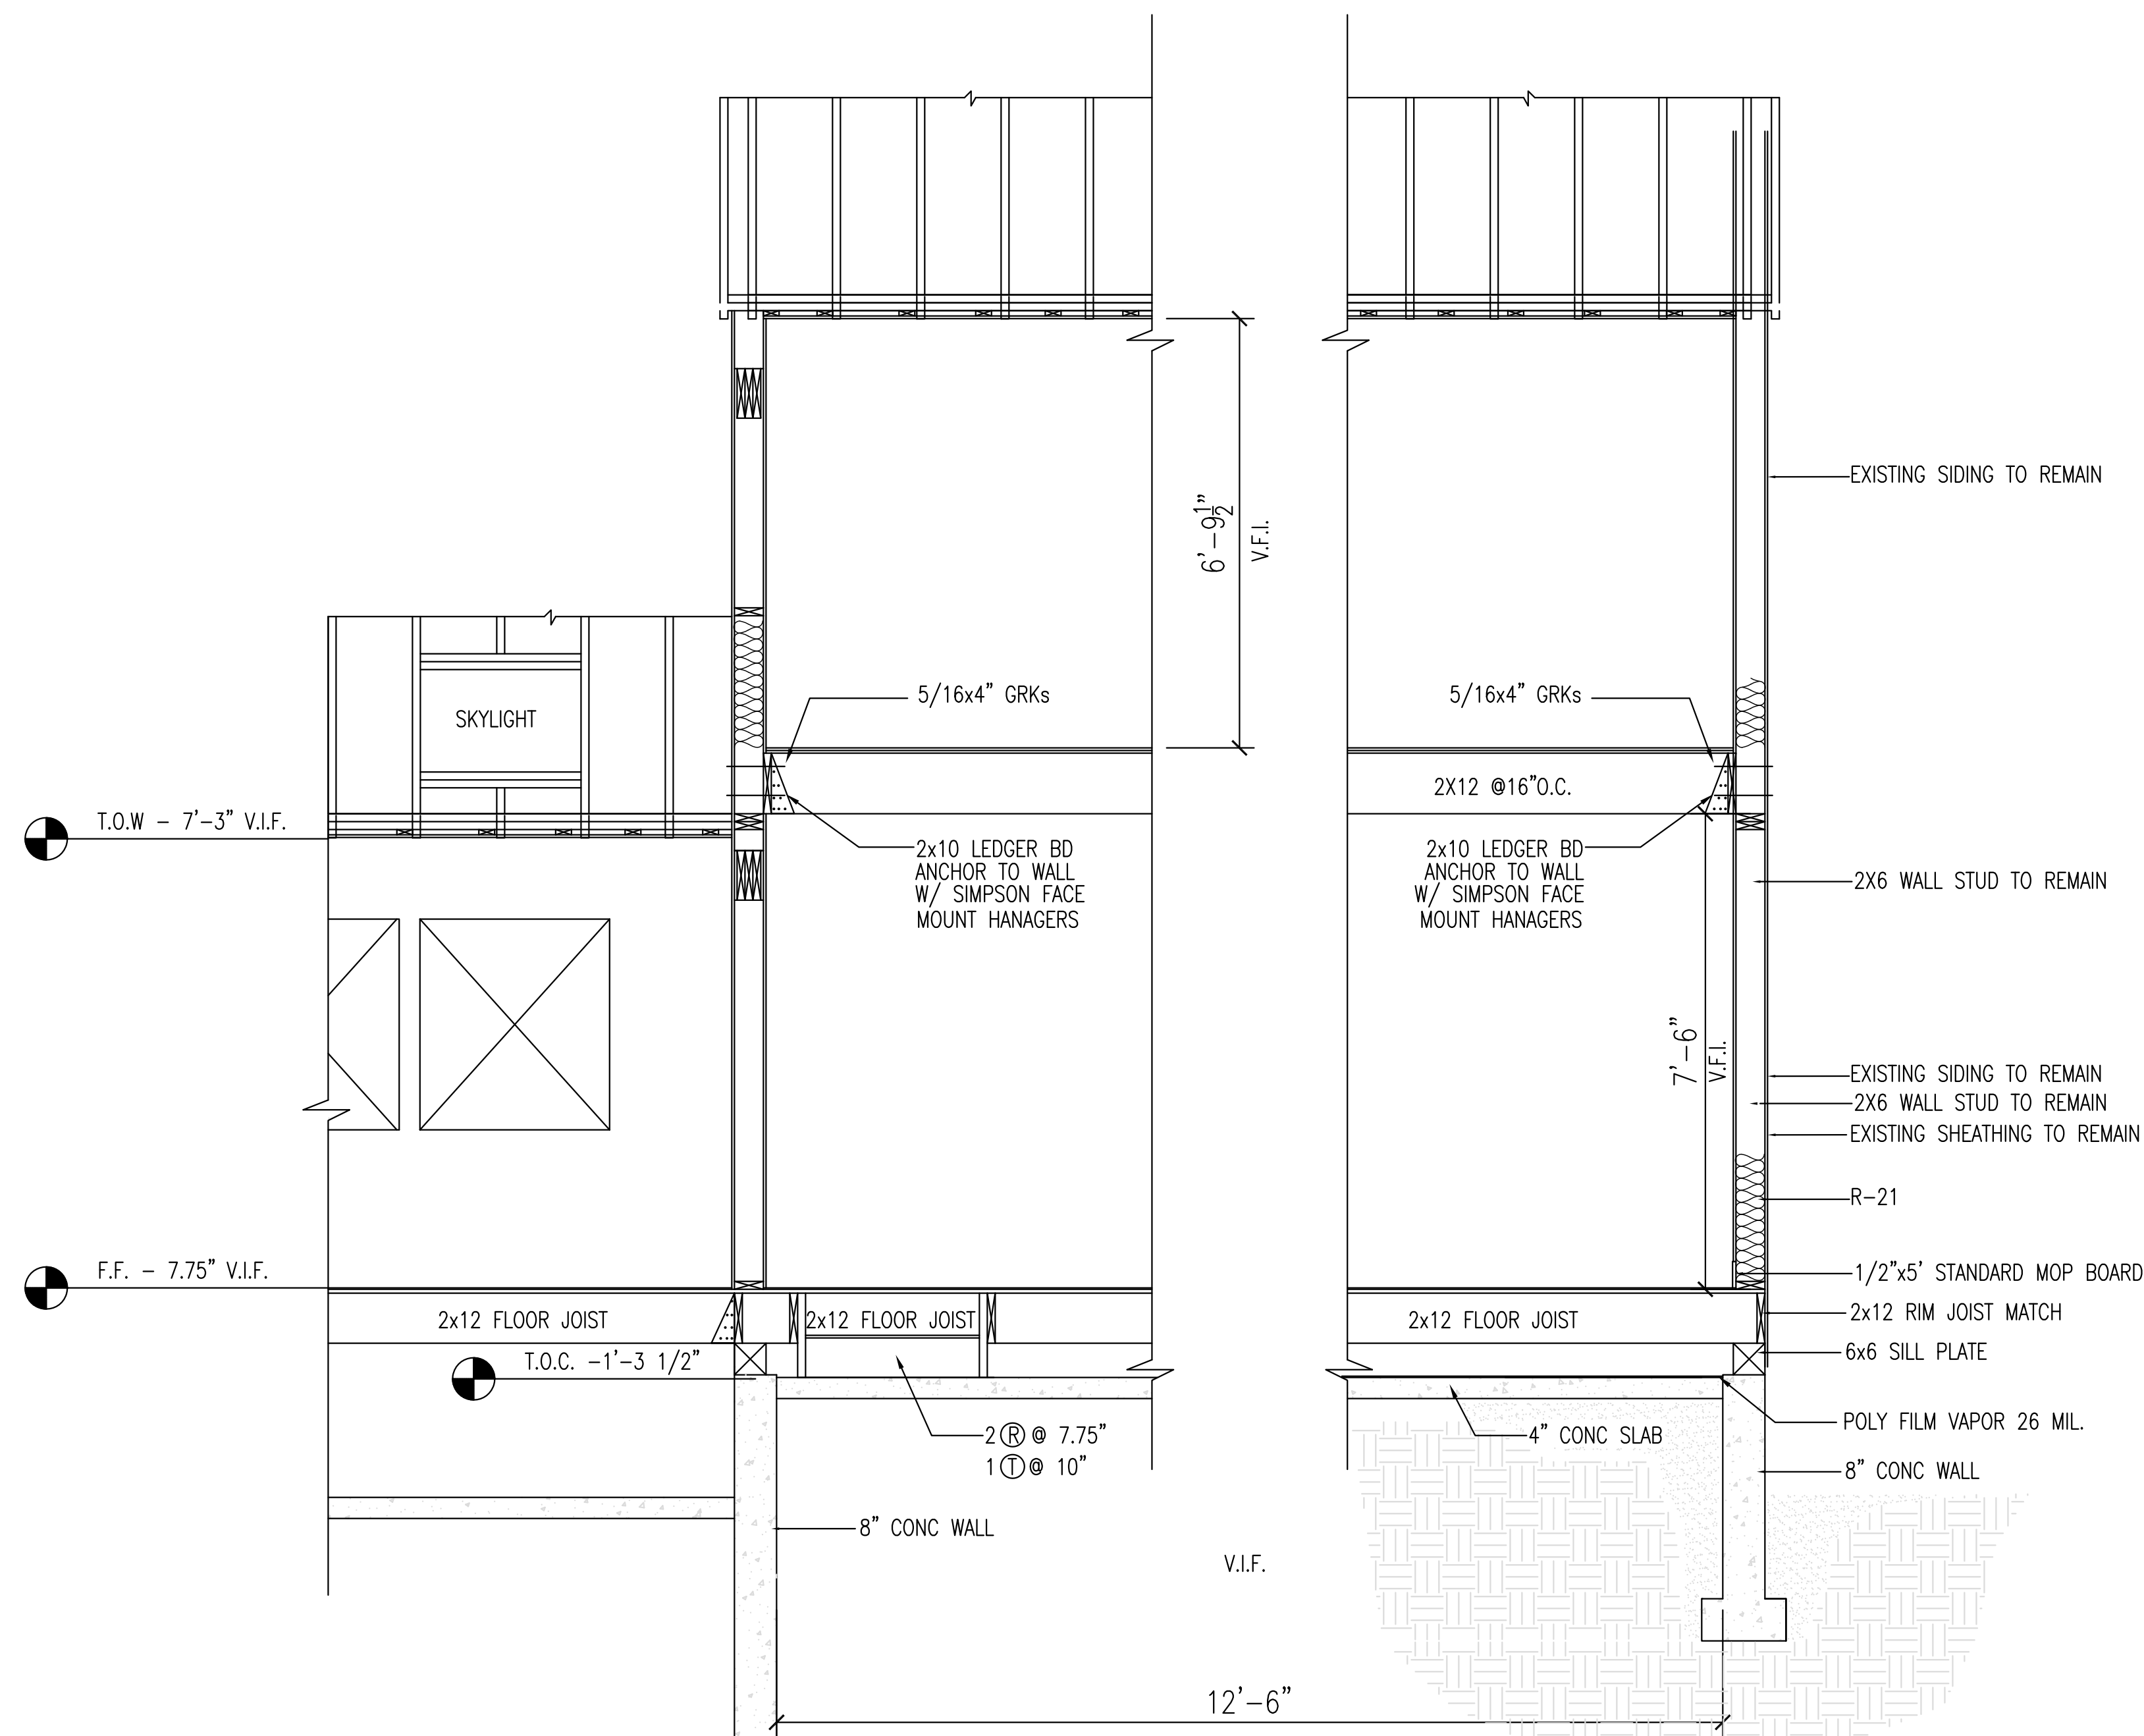 EXISTING SIDING TO REMAIN
6'-9 1/2"
V.F.I.
5/16x4" GRKs
5/16x4" GRKs
SKYLIGHT
2X12 @16"O.C.
T.O.W - 7'-3" V.I.F.
2x10 LEDGER BD
ANCHOR TO WALL
W/ SIMPSON FACE
MOUNT HANAGERS
2x10 LEDGER BD
ANCHOR TO WALL
W/ SIMPSON FACE
MOUNT HANAGERS
2X6 WALL STUD TO REMAIN
7'-6"
V.F.I.
EXISTING SIDING TO REMAIN
2X6 WALL STUD TO REMAIN
EXISTING SHEATHING TO REMAIN
R-21
F.F. - 7.75" V.I.F.
1/2"x5' STANDARD MOP BOARD
2x12 FLOOR JOIST
2x12 FLOOR JOIST
2x12 FLOOR JOIST
2x12 RIM JOIST MATCH
T.O.C. -1'-3 1/2"
6x6 SILL PLATE
POLY FILM VAPOR 26 MIL.
2 Ⓡ @ 7.75"
1 Ⓣ @ 10"
4" CONC SLAB
8" CONC WALL
8" CONC WALL
V.I.F.
12'-6"